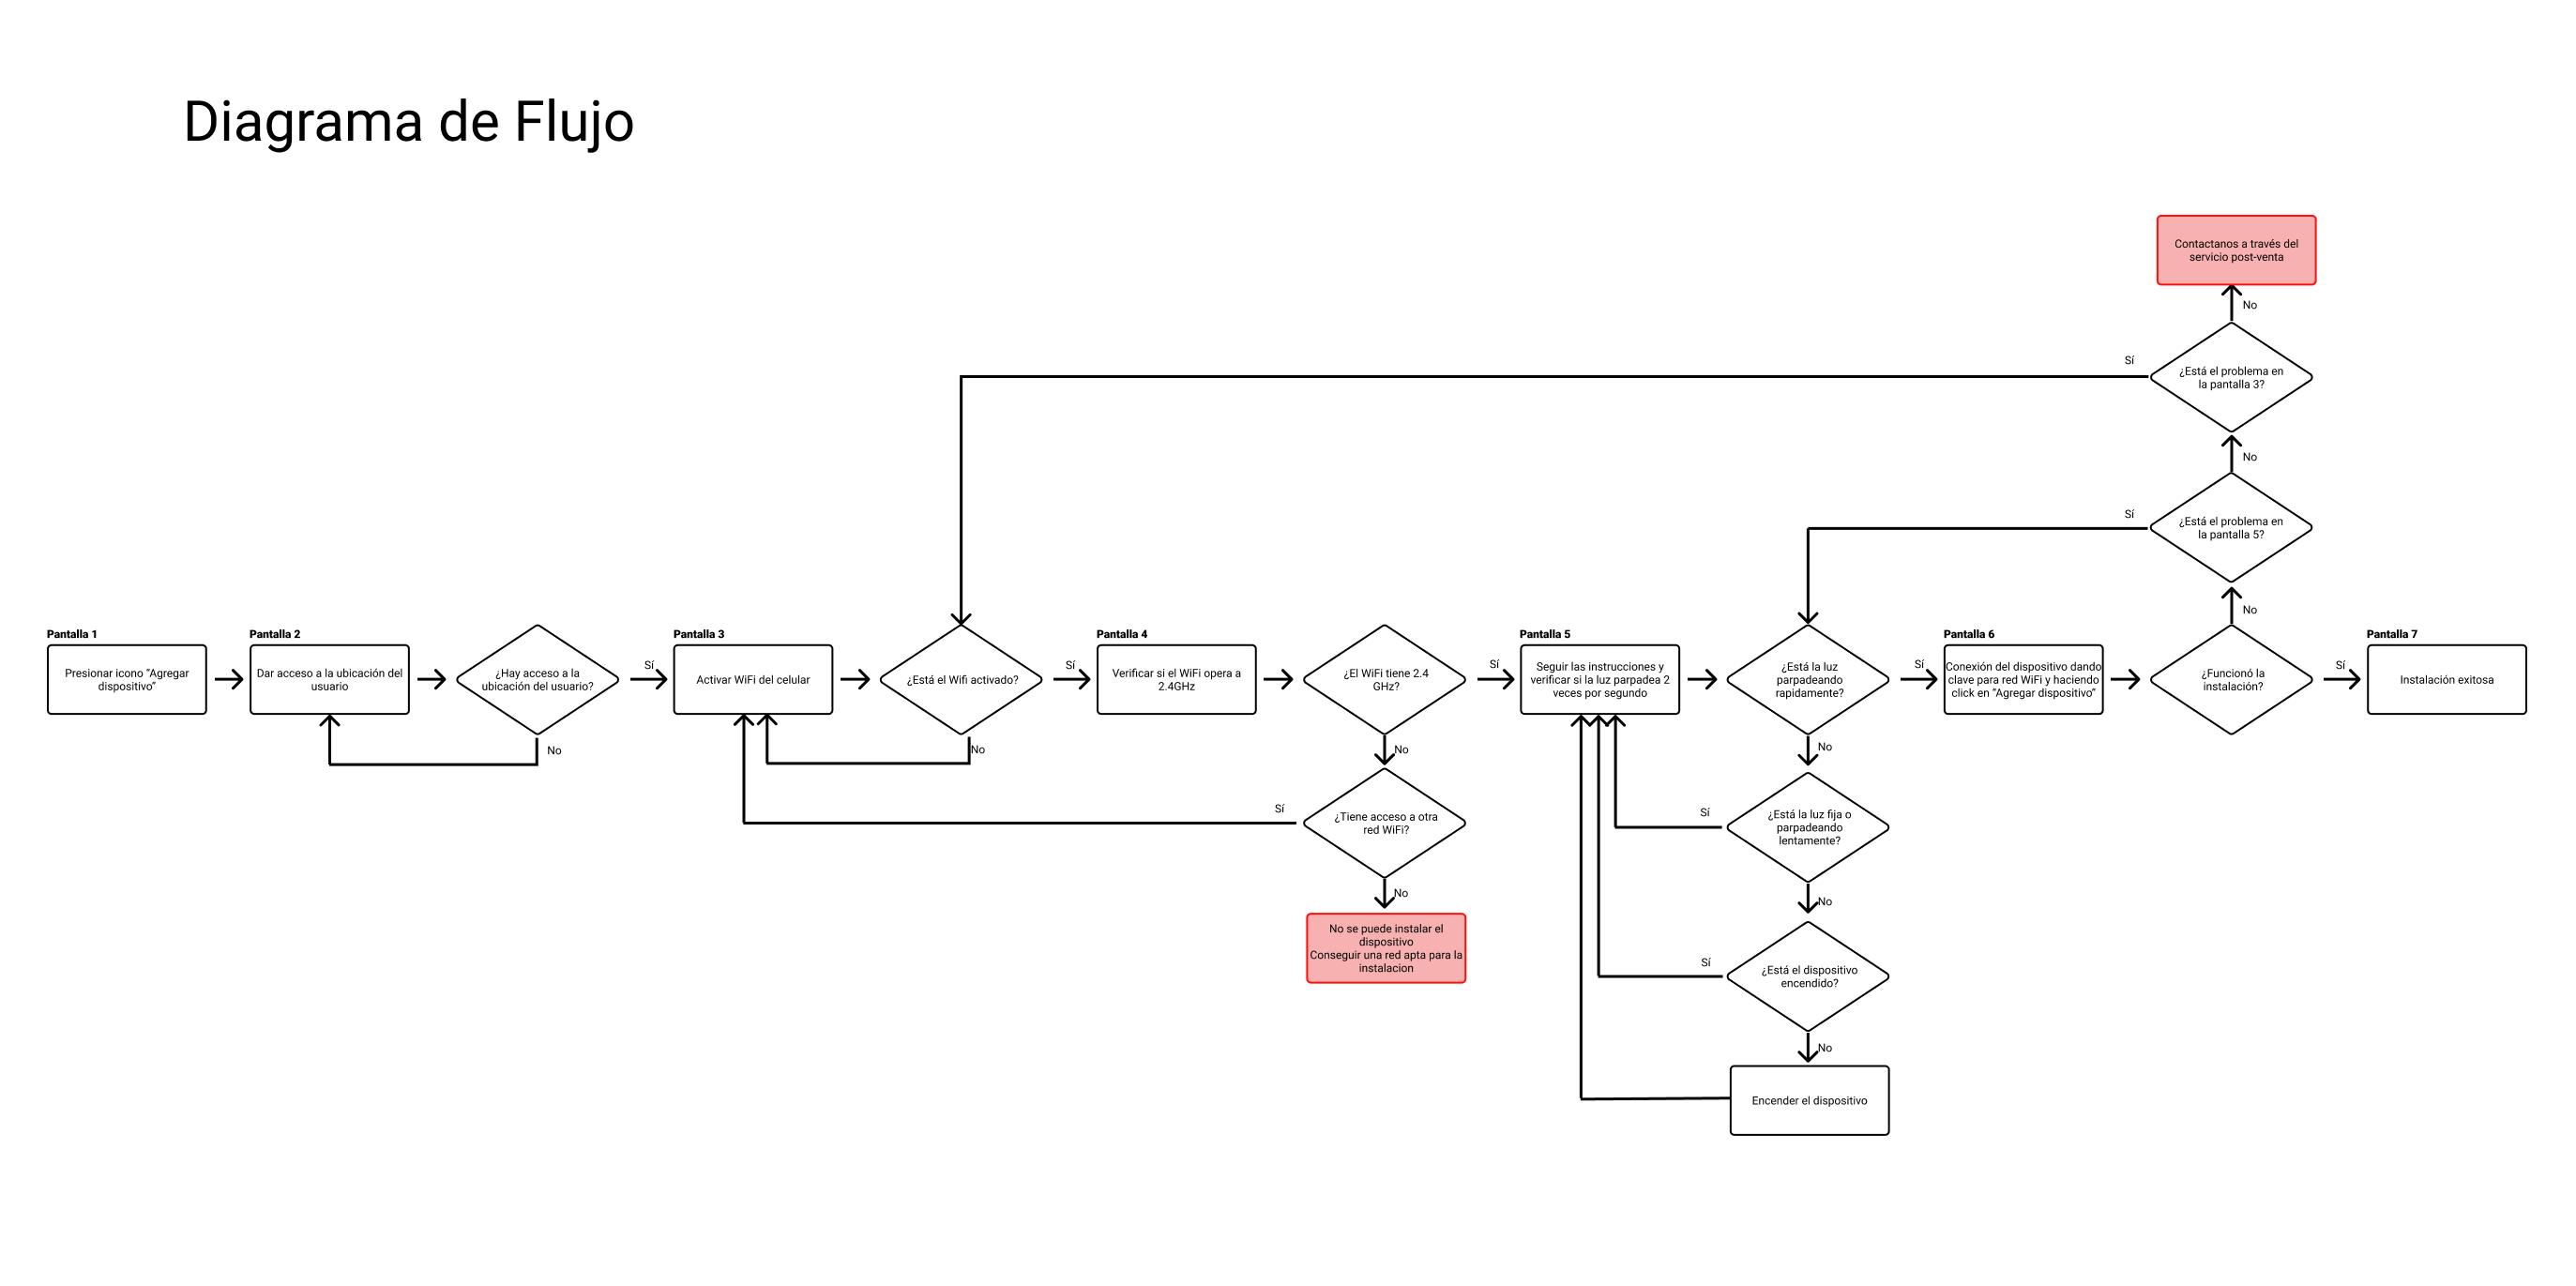 Diagrama de Flujo
Contactanos a través del
servicio post-venta
No
Sí
¿Está el problema en
la pantalla 3?
No
Sí
¿Está el problema en
la pantalla 5?
No
Pantalla 1
Presionar icono “Agregar
dispositivo”
Pantalla 2
Dar acceso a la ubicación del
usuario
¿Hay acceso a la
ubicación del usuario?
No
Sí
Pantalla 3
Activar WiFi del celular
¿Está el Wifi activado?
No
Sí
Pantalla 4
Verificar si el WiFi opera a
2.4GHz
¿El WiFi tiene 2.4
GHz?
No
Sí
¿Tiene acceso a otra
red WiFi?
No
No se puede instalar el
dispositivo
Conseguir una red apta para la
instalacion
Sí
Pantalla 5
Seguir las instrucciones y
verificar si la luz parpadea 2
veces por segundo
¿Está la luz
parpadeando
rapidamente?
No
Sí
¿Está la luz fija o
parpadeando
lentamente?
No
Sí
¿Está el dispositivo
encendido?
No
Encender el dispositivo
Sí
Pantalla 6
Conexión del dispositivo dando
clave para red WiFi y haciendo
click en “Agregar dispositivo”
¿Funcionó la
instalación?
Sí
Pantalla 7
Instalación exitosa